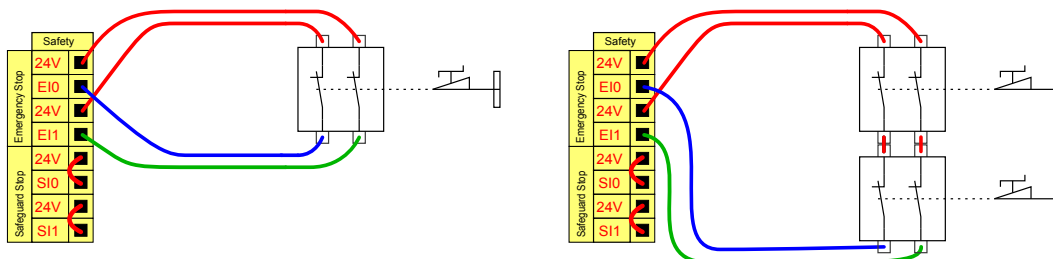 Safety
Emergency Stop
24V
EI0
24V
EI1
Safeguard Stop
24V
SI0
24V
SI1
Safety
Emergency Stop
24V
EI0
24V
EI1
Safeguard Stop
24V
SI0
24V
SI1